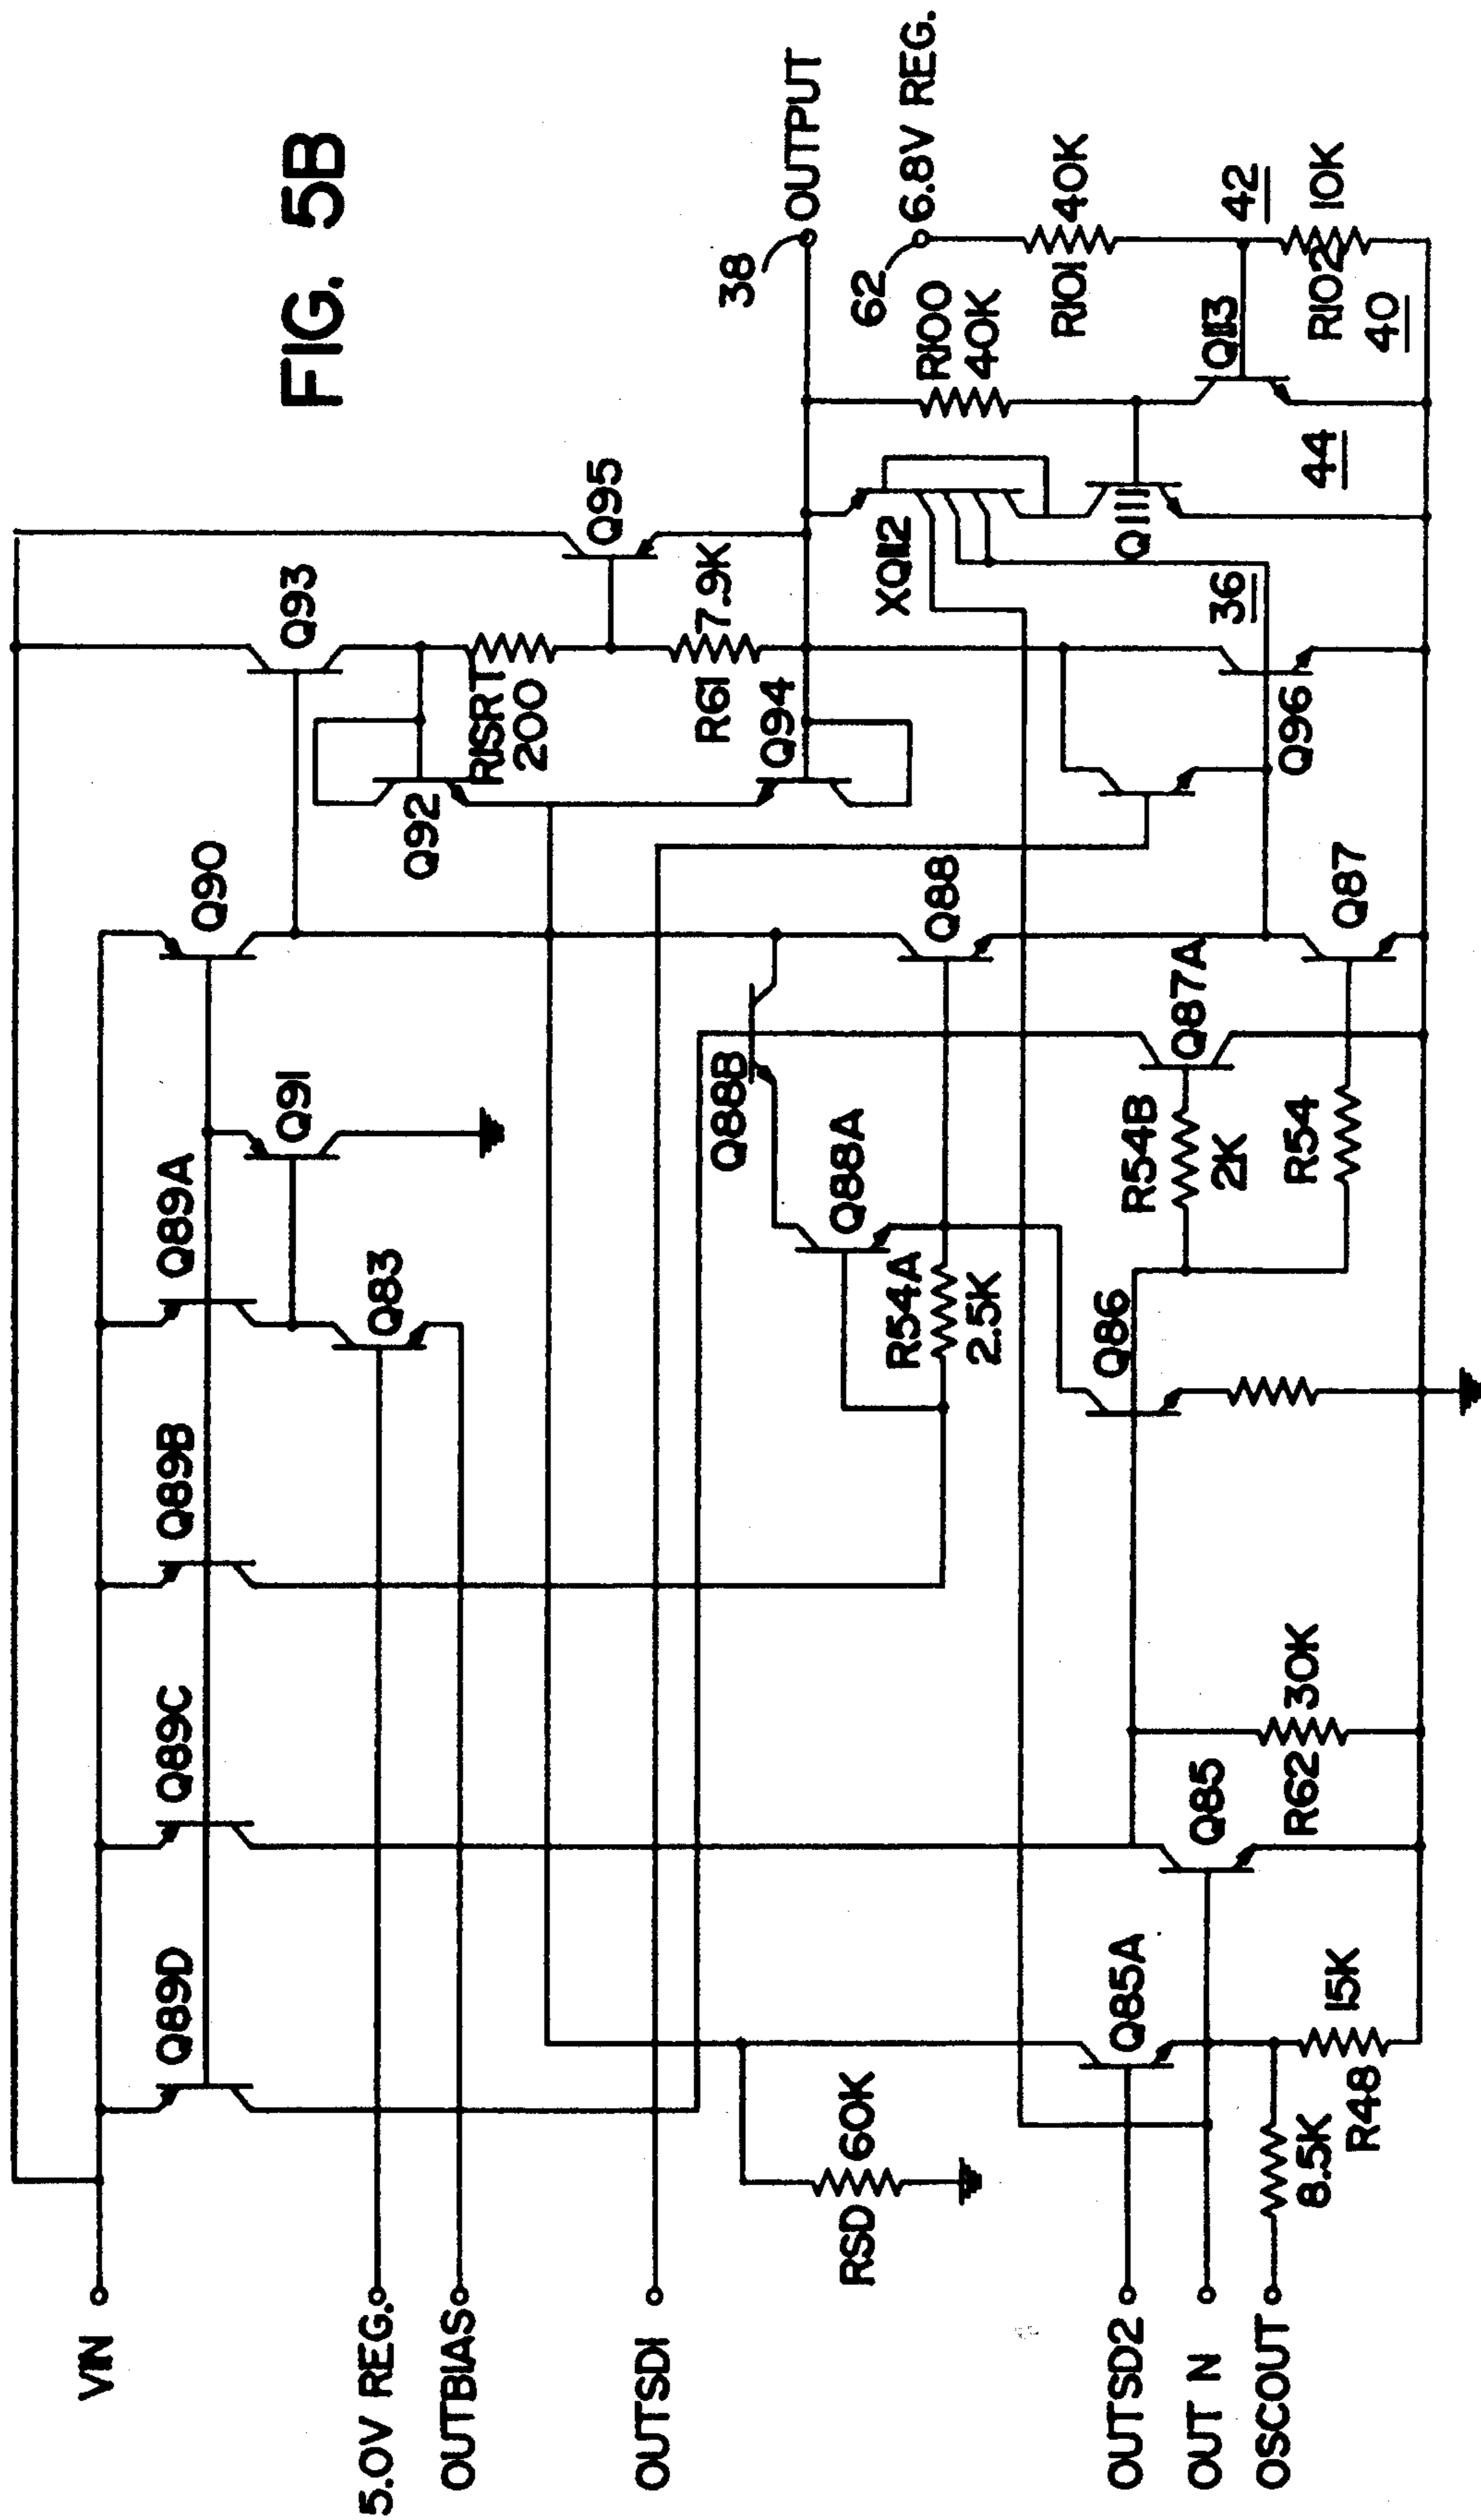 FIG. 5B
VIN
5.0V REG.
OUTBIAS
OUTSD1
OUTSD2
OUT N
OSCOUT
Q89D
Q89C
Q89B
Q89A
Q90
Q91
Q83
Q93
Q92
RISRT
200
Q95
R61
7.9K
Q94
38
OUTPUT
62
6.8V REG.
R100
40K
R101
40K
42
XQ112
Q88B
Q88A
Q88
R54A
2.5K
RSD
60K
Q85A
Q85
Q86
R54B
2K
Q87A
R54
Q87
Q96
36
Q111
44
Q113
R102
10K
40
R62
30K
8.5K
R48
15K